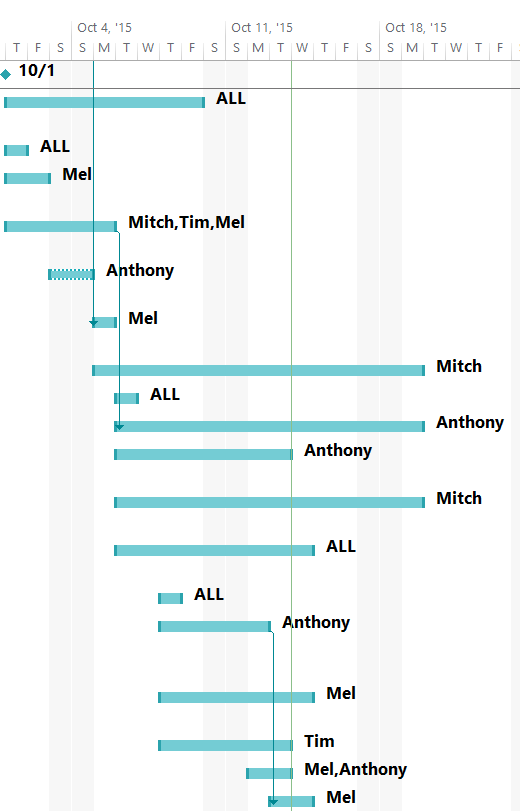 Oct 4, '15 Oct 11, '15 Oct 18, '15
T F S S M T W T F S S M T W T F S S M T W T F
10/1
ALL
ALL
Mel
Mitch,Tim,Mel
Anthony
Mel
Mitch
ALL
Anthony
Anthony
Mitch
ALL
ALL
Anthony
Mel
Tim
Mel,Anthony
Mel